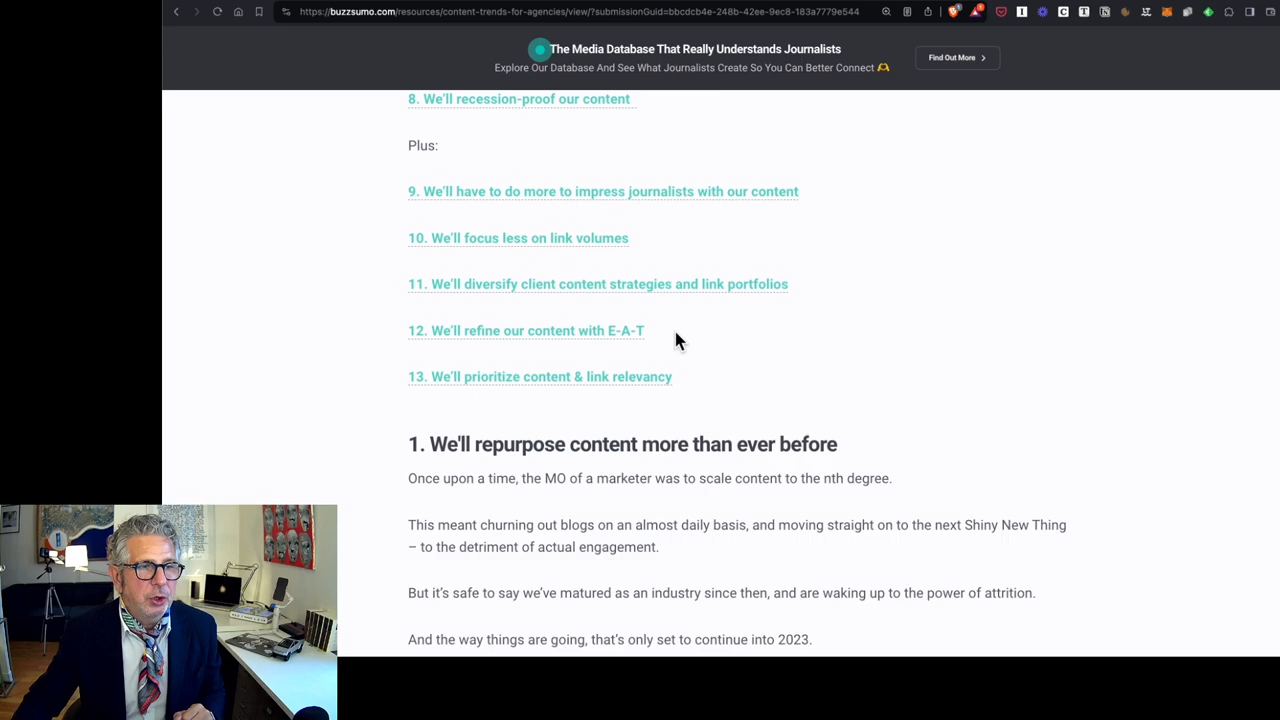 https://buzzsumo.com/resources/content-trends-for-agencies/view/?submissionGuid=bbcdcb4e-248b-42ee-9ec8-183a7779e544
The Media Database That Really Understands Journalists
Explore Our Database And See What Journalists Create So You Can Better Connect 🫶
Find Out More
8. We'll recession-proof our content
Plus:
9. We'll have to do more to impress journalists with our content
10. We'll focus less on link volumes
11. We'll diversify client content strategies and link portfolios
12. We'll refine our content with E-A-T
13. We'll prioritize content & link relevancy
1. We'll repurpose content more than ever before
Once upon a time, the MO of a marketer was to scale content to the nth degree.
This meant churning out blogs on an almost daily basis, and moving straight on to the next Shiny New Thing
– to the detriment of actual engagement.
But it's safe to say we've matured as an industry since then, and are waking up to the power of attrition.
And the way things are going, that's only set to continue into 2023.